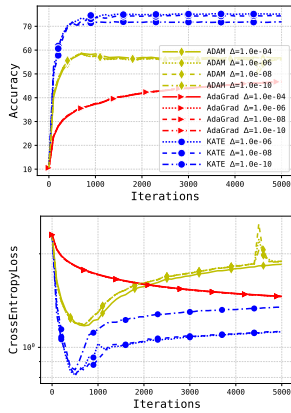 Accuracy
70
60
50
40
30
20
10
0
1000
2000
3000
4000
5000
Iterations
ADAM Δ=1.0e-04
ADAM Δ=1.0e-06
ADAM Δ=1.0e-08
ADAM Δ=1.0e-10
AdaGrad Δ=1.0e-04
AdaGrad Δ=1.0e-06
AdaGrad Δ=1.0e-08
AdaGrad Δ=1.0e-10
KATE Δ=1.0e-06
KATE Δ=1.0e-08
KATE Δ=1.0e-10
CrossEntropyLoss
10⁰
0
1000
2000
3000
4000
5000
Iterations